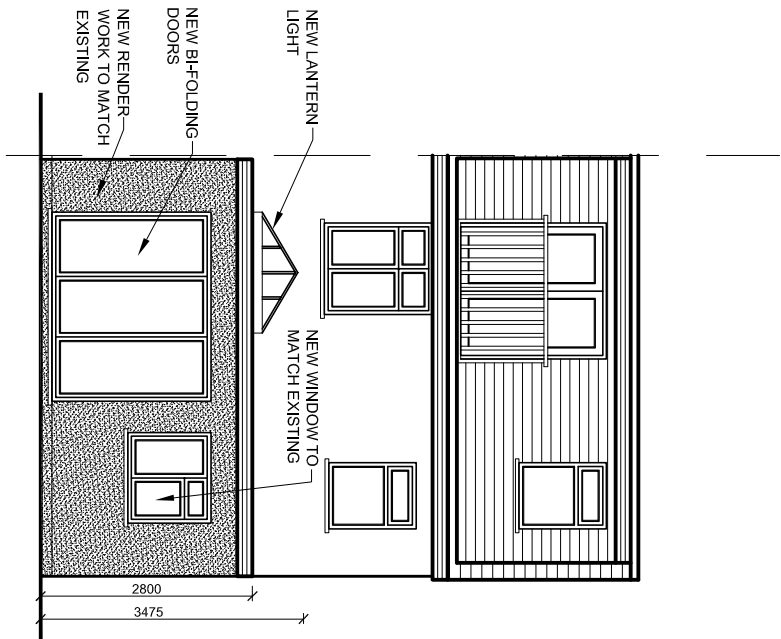 NEW LANTERN
LIGHT
NEW BI-FOLDING
DOORS
NEW RENDER
WORK TO MATCH
EXISTING
NEW WINDOW TO
MATCH EXISTING
2800
3475